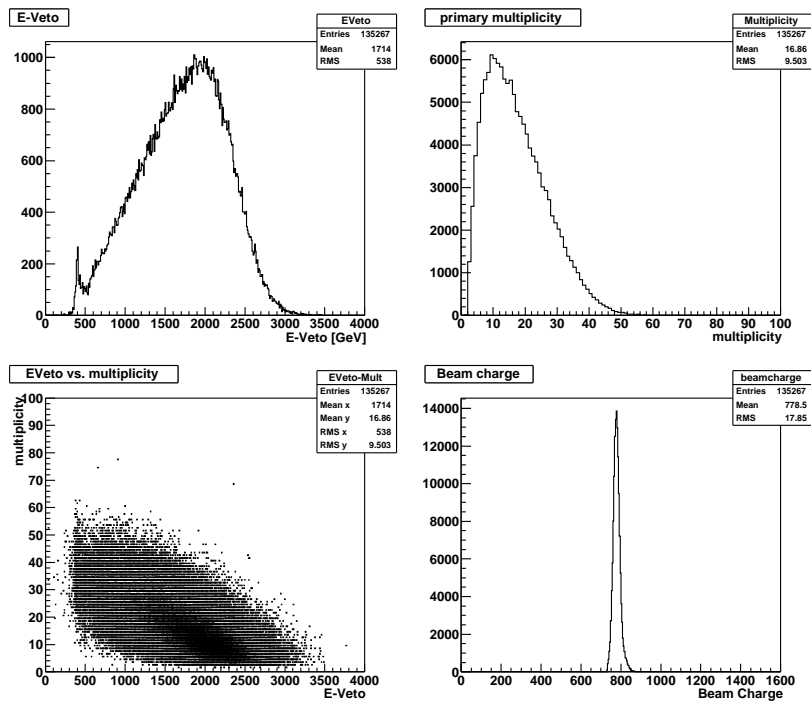 E-Veto
EVeto
Entries 135267
Mean 1714
RMS 538
1000
800
600
400
200
0
0 500 1000 1500 2000 2500 3000 3500 4000
E-Veto [GeV]
primary multiplicity
Multiplicity
Entries 135267
Mean 16.86
RMS 9.503
6000
5000
4000
3000
2000
1000
0
0 10 20 30 40 50 60 70 80 90 100
multiplicity
EVeto vs. multiplicity
EVeto-Mult
Entries 135267
Mean x 1714
Mean y 16.86
RMS x 538
RMS y 9.503
multiplicity
100
90
80
70
60
50
40
30
20
10
0
0 500 1000 1500 2000 2500 3000 3500 4000
E-Veto
Beam charge
beamcharge
Entries 135267
Mean 778.5
RMS 17.85
14000
12000
10000
8000
6000
4000
2000
0
0 200 400 600 800 1000 1200 1400 1600
Beam Charge